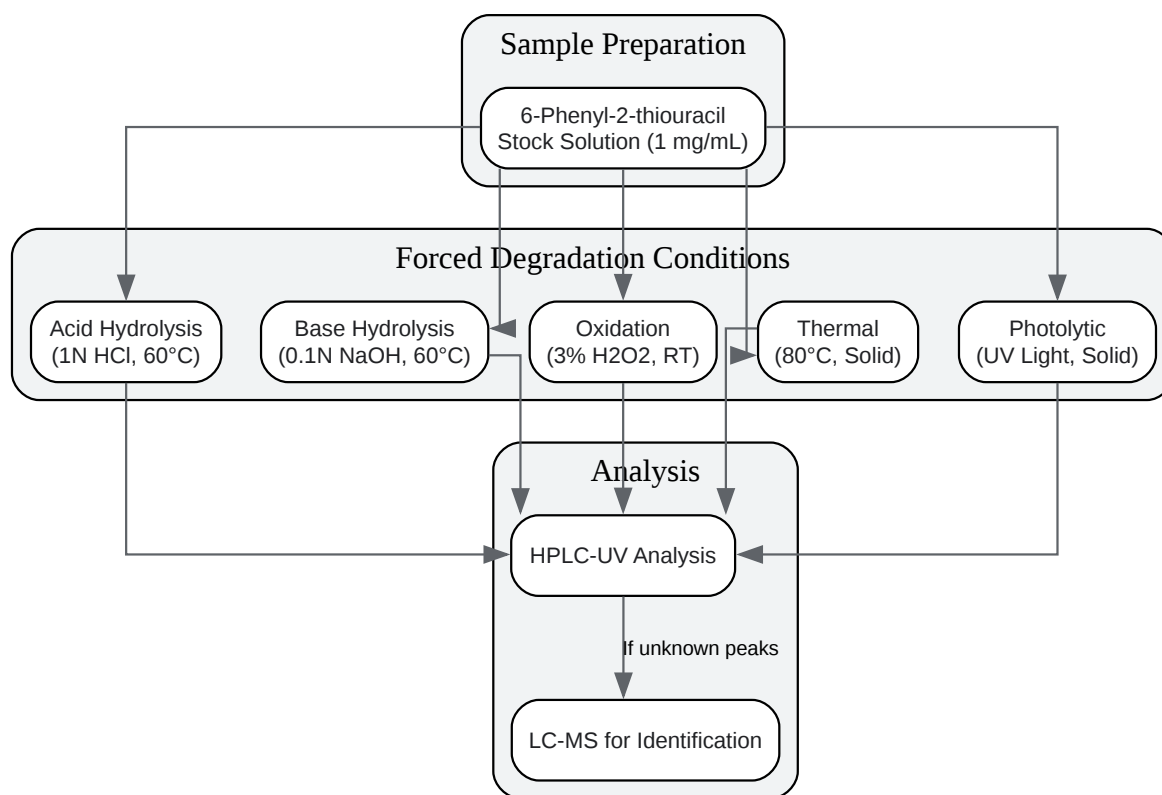 Sample Preparation
6-Phenyl-2-thiouracil
Stock Solution (1 mg/mL)
Forced Degradation Conditions
Acid Hydrolysis
(1N HCl, 60°C)
Base Hydrolysis
(0.1N NaOH, 60°C)
Oxidation
(3% H2O2, RT)
Thermal
(80°C, Solid)
Photolytic
(UV Light, Solid)
Analysis
HPLC-UV Analysis
If unknown peaks
LC-MS for Identification